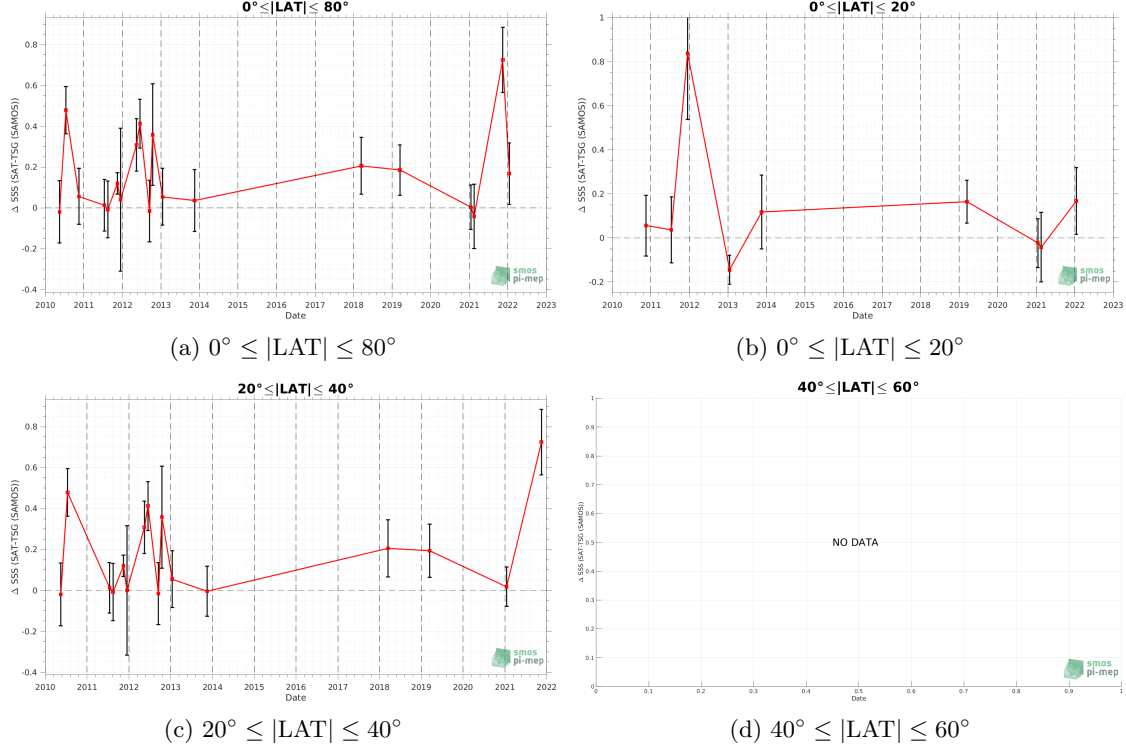 0°≤|LAT|≤ 80°
Δ SSS (SAT-TSG (SAMOS))
0.8
0.6
0.4
0.2
0
-0.2
-0.4
2010 2011 2012 2013 2014 2015 2016 2017 2018 2019 2020 2021 2022 2023
Date
smos
pi-mep
(a) 0° ≤ |LAT| ≤ 80°
0°≤|LAT|≤ 20°
Δ SSS (SAT-TSG (SAMOS))
1
0.8
0.6
0.4
0.2
0
-0.2
2010 2011 2012 2013 2014 2015 2016 2017 2018 2019 2020 2021 2022 2023
Date
smos
pi-mep
(b) 0° ≤ |LAT| ≤ 20°
20°≤|LAT|≤ 40°
Δ SSS (SAT-TSG (SAMOS))
0.8
0.6
0.4
0.2
0
-0.2
-0.4
2010 2011 2012 2013 2014 2015 2016 2017 2018 2019 2020 2021 2022
Date
smos
pi-mep
(c) 20° ≤ |LAT| ≤ 40°
40°≤|LAT|≤ 60°
Δ SSS (SAT-TSG (SAMOS))
1
0.9
0.8
0.7
0.6
0.5
0.4
0.3
0.2
0.1
0
NO DATA
0 0.1 0.2 0.3 0.4 0.5 0.6 0.7 0.8 0.9 1
Date
smos
pi-mep
(d) 40° ≤ |LAT| ≤ 60°